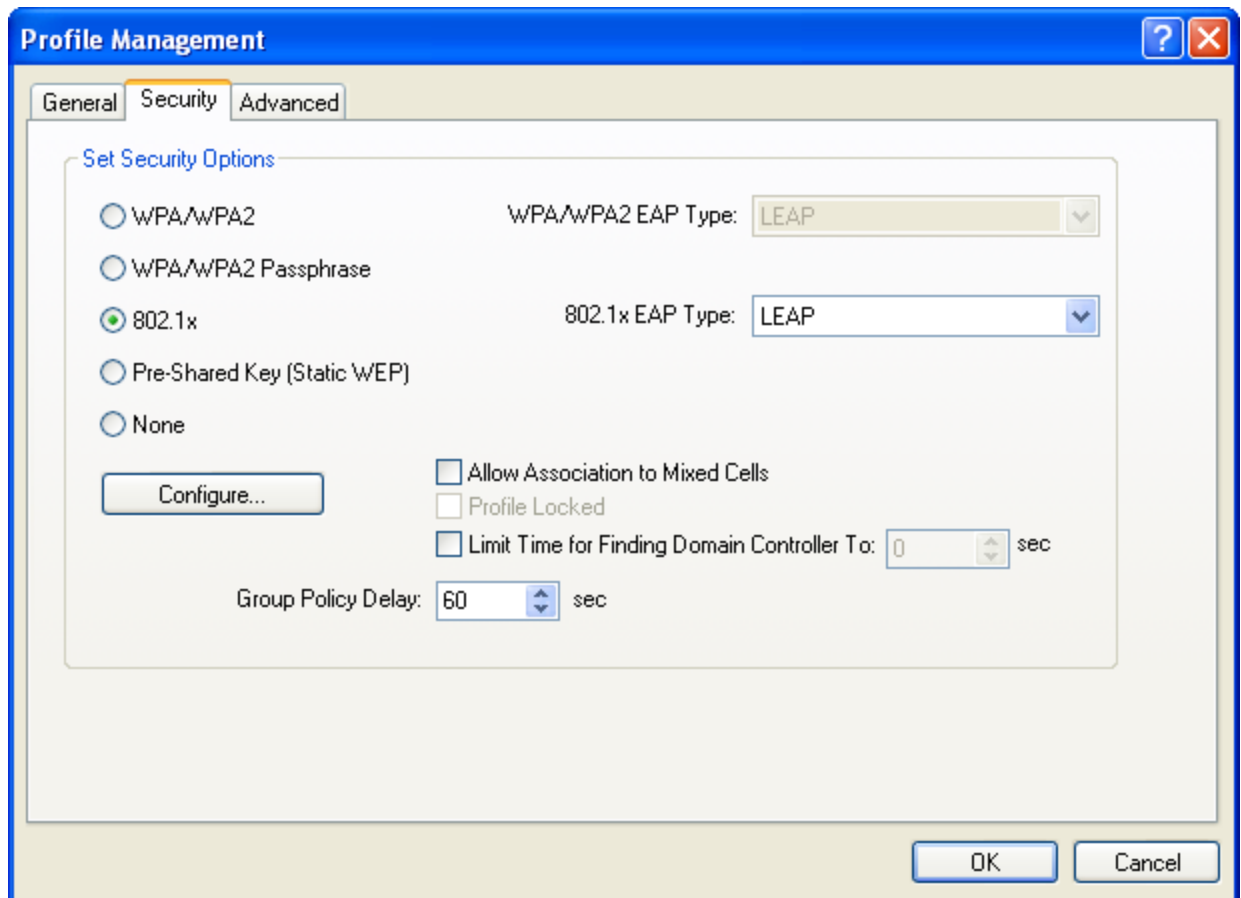 Profile Management
General Security Advanced
Set Security Options
WPA/WPA2 WPA/WPA2 EAP Type: LEAP
WPA/WPA2 Passphrase
802.1x 802.1x EAP Type: LEAP
Pre-Shared Key (Static WEP)
None
Configure... Allow Association to Mixed Cells
Profile Locked
Limit Time for Finding Domain Controller To: 0 sec
Group Policy Delay: 60 sec
OK Cancel